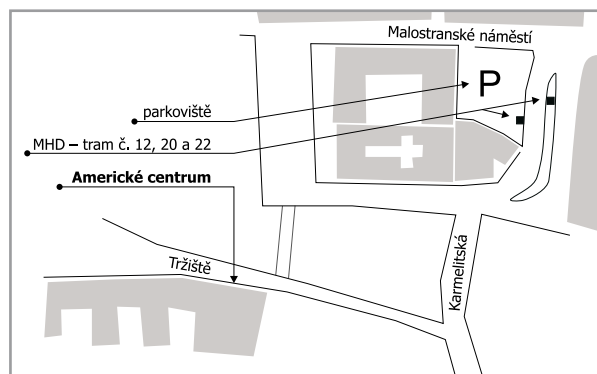 Malostranské náměstí
P
parkoviště
MHD – tram č. 12, 20 a 22
Americké centrum
Tržiště
Karmelitská